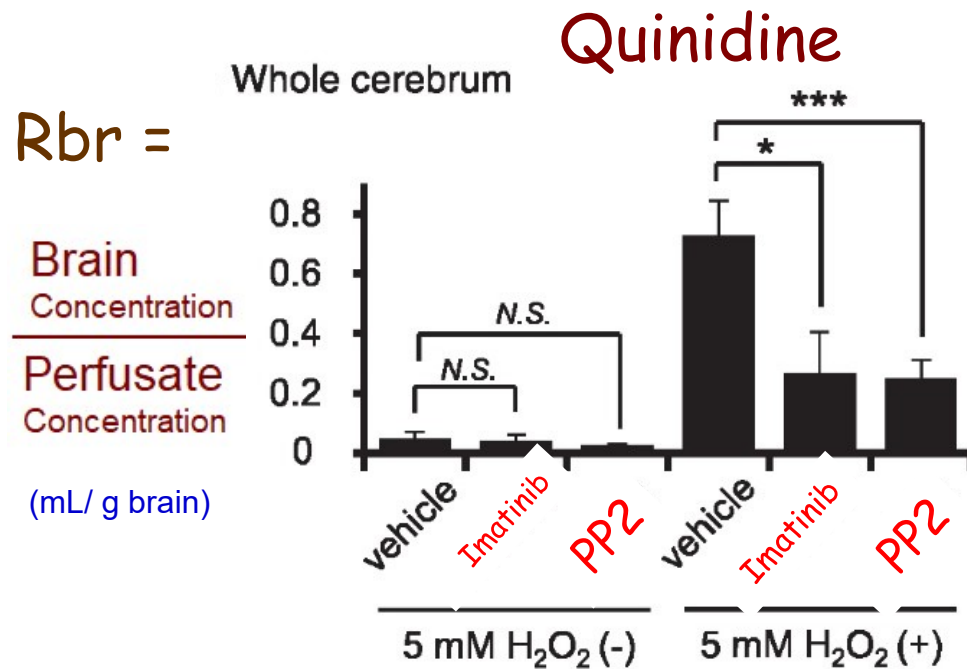 Quinidine
Whole cerebrum
Rbr =
Brain
Concentration
Perfusate
Concentration
(mL/ g brain)
0.8
0.6
0.4
0.2
0
N.S.
N.S.
***
*
vehicle
Imatinib
PP2
vehicle
Imatinib
PP2
5 mM H₂O₂ (-)
5 mM H₂O₂ (+)